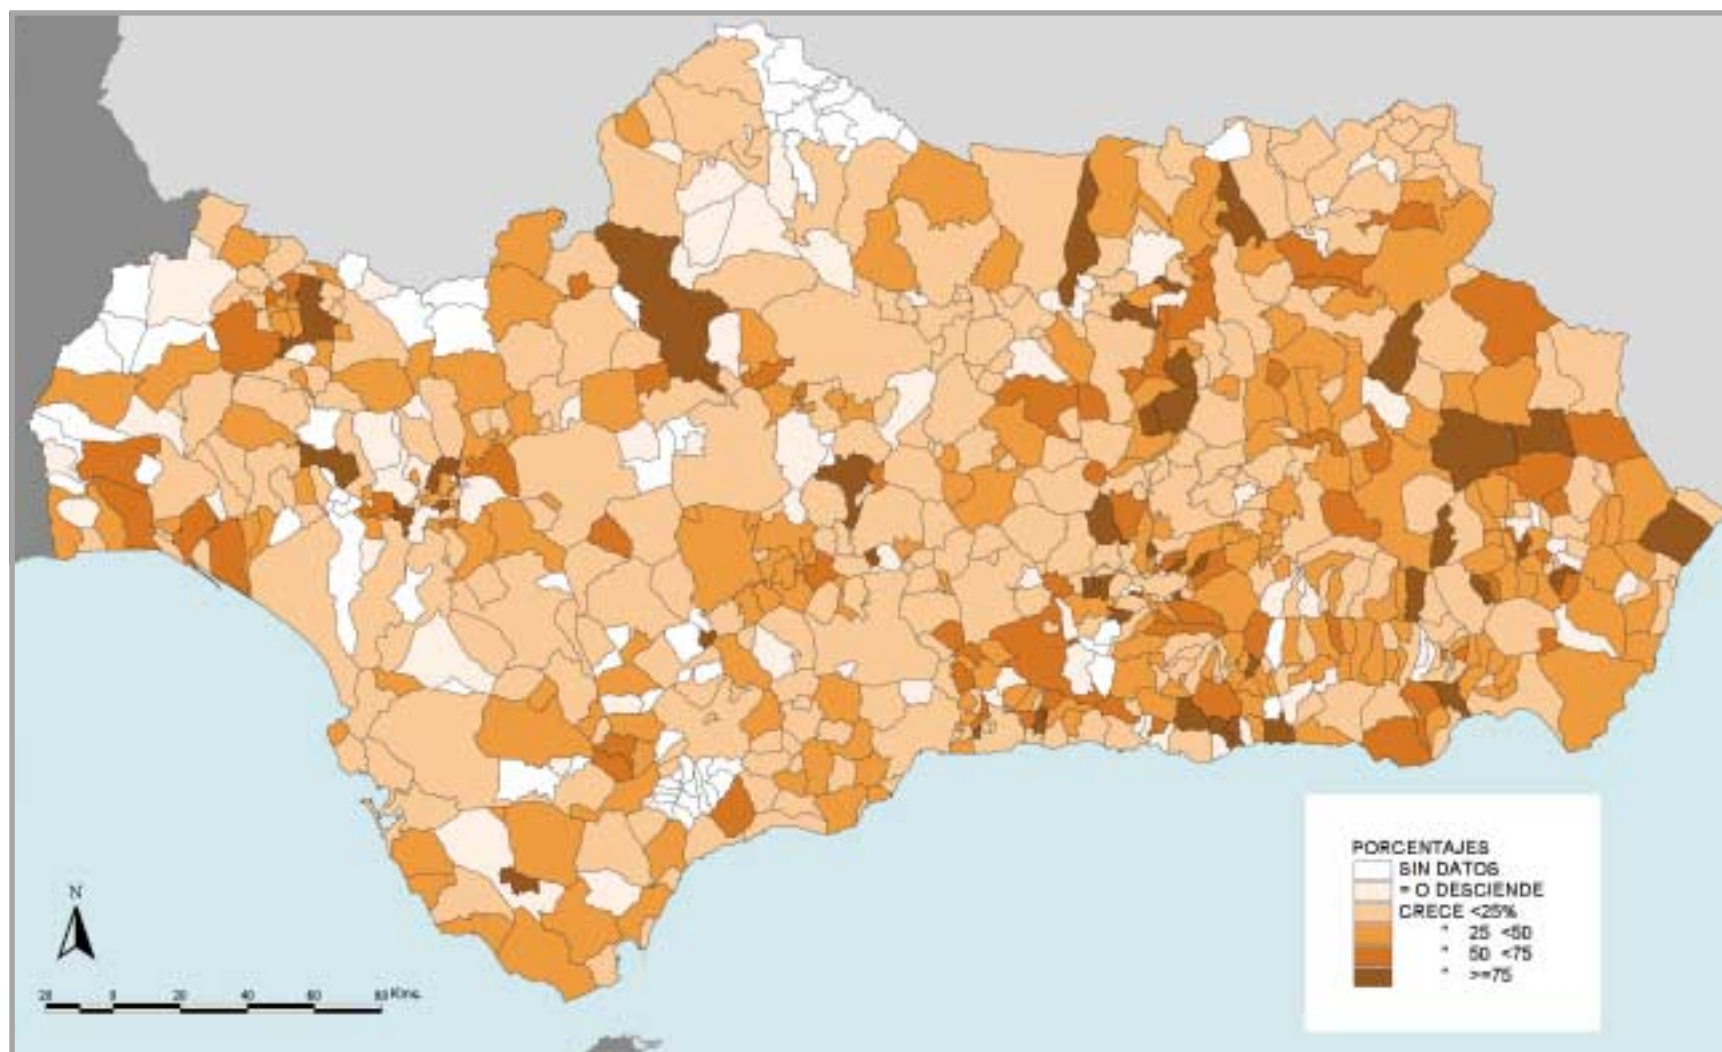 PORCENTAJES
SIN DATOS
= O DESCIENDE
CRECE <25%
" 25 <50
" 50 <75
" >=75
N
20 0 20 40 60 80 Kms.